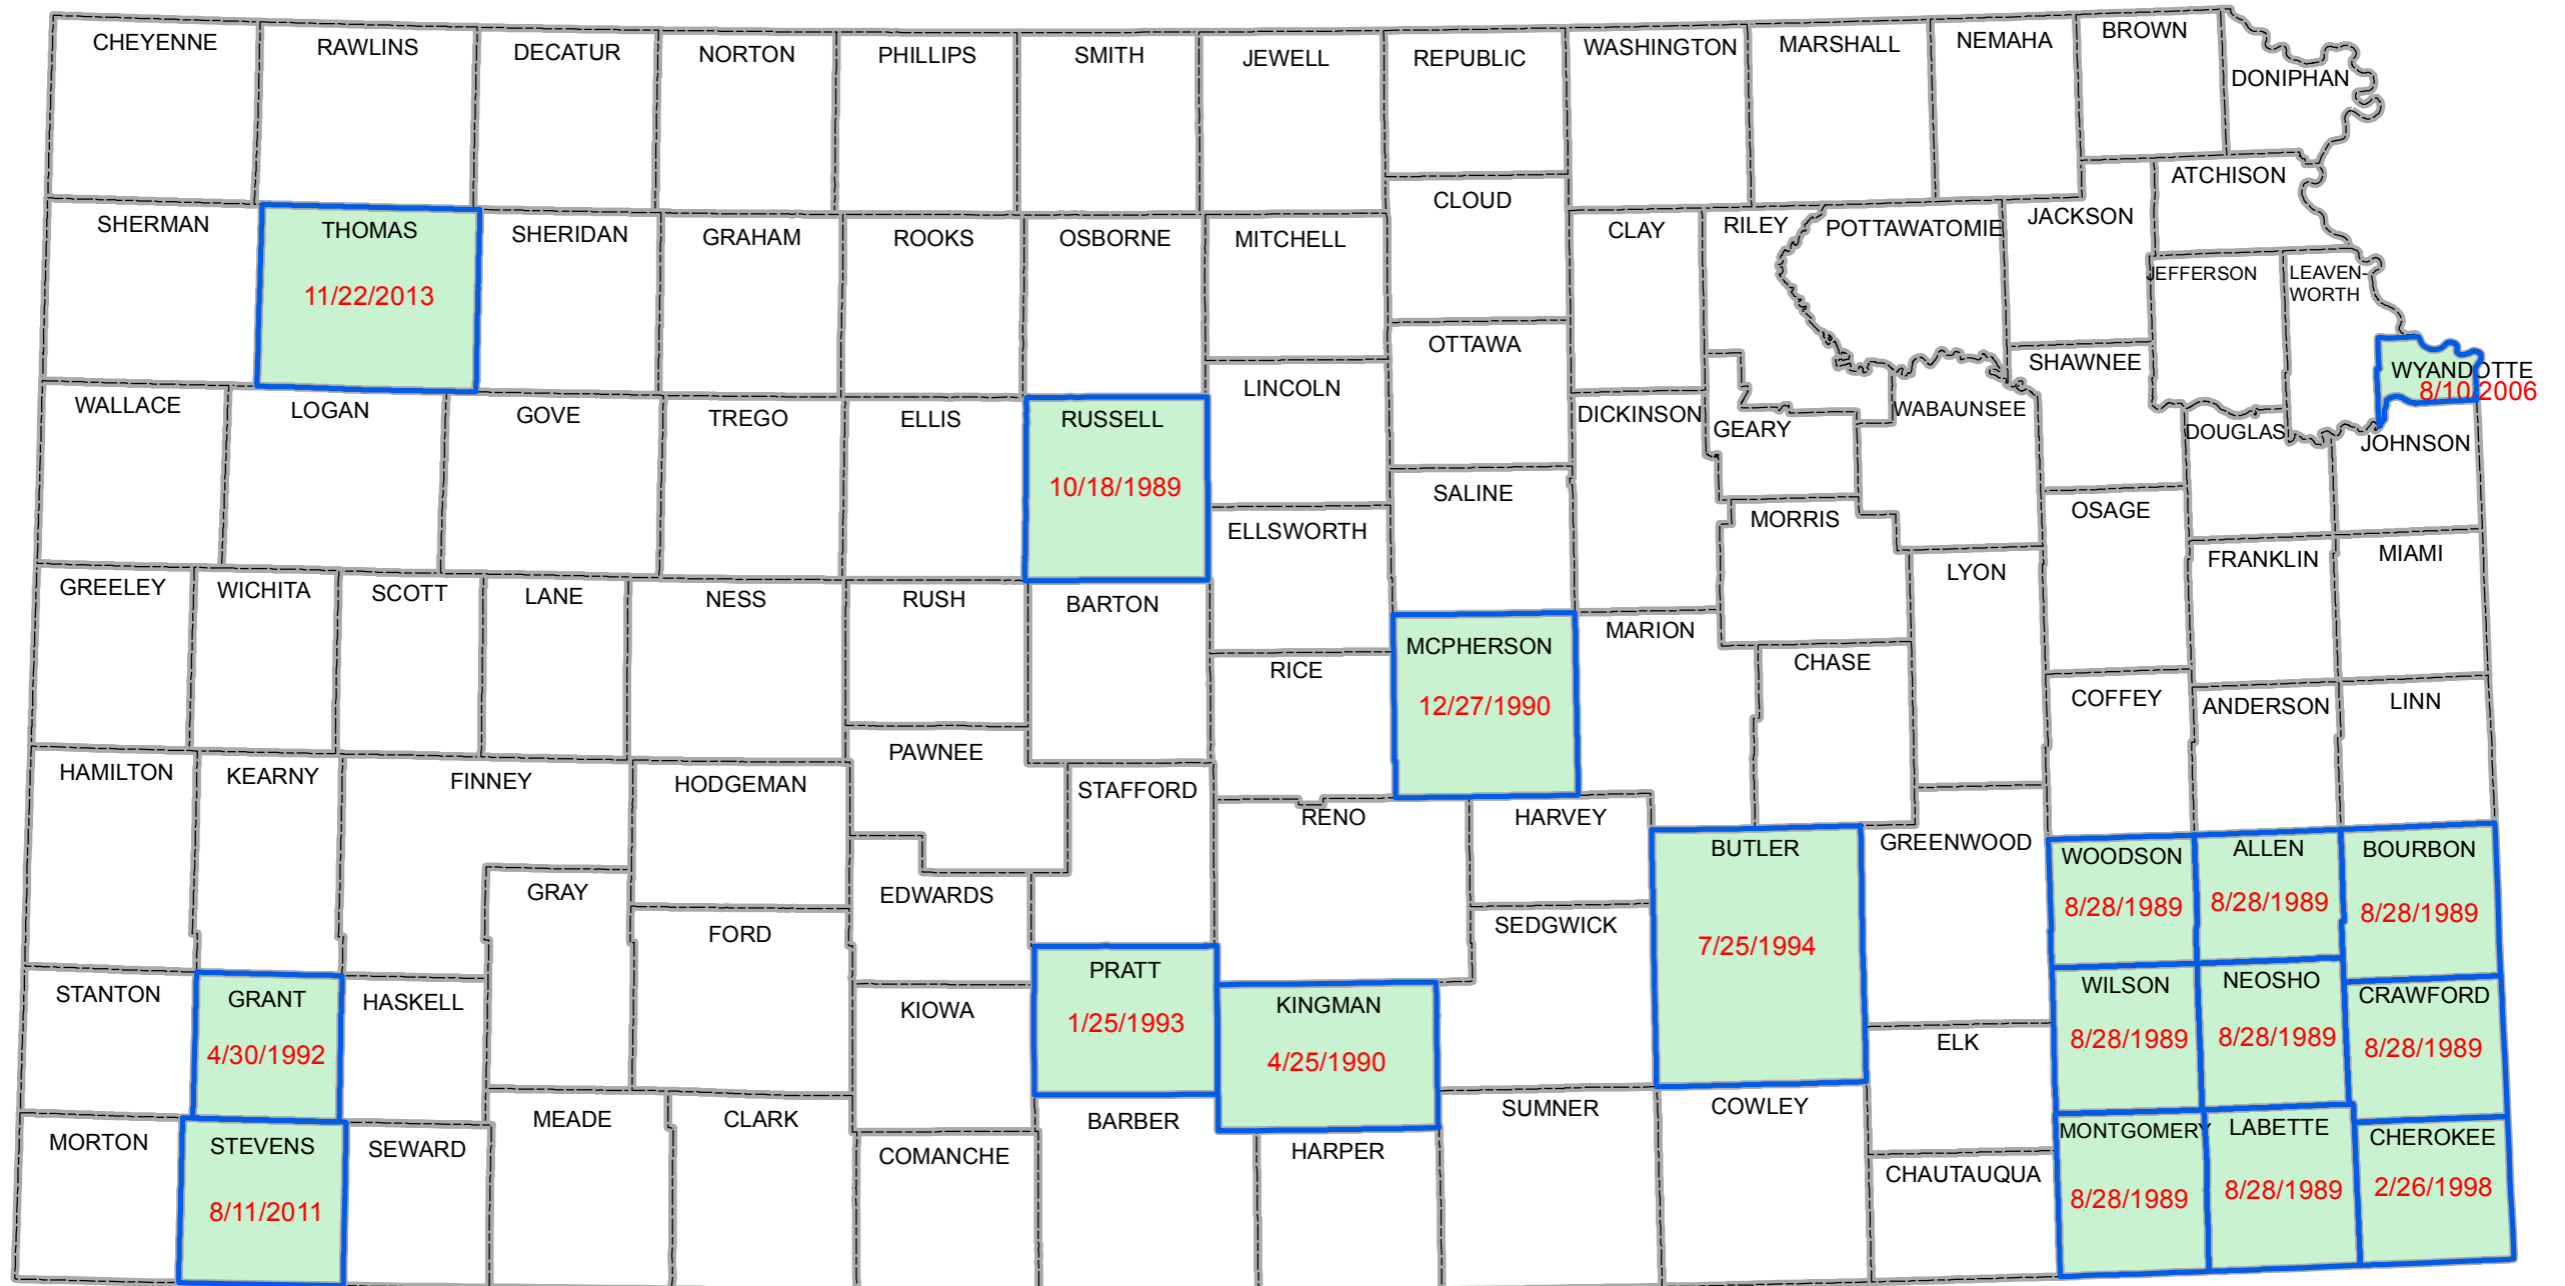 CHEYENNE
RAWLINS
DECATUR
NORTON
PHILLIPS
SMITH
JEWELL
REPUBLIC
WASHINGTON
MARSHALL
NEMAHA
BROWN
DONIPHAN
ATCHISON
SHERMAN
THOMAS
11/22/2013
SHERIDAN
GRAHAM
ROOKS
OSBORNE
MITCHELL
CLOUD
CLAY
RILEY
POTTAWATOMIE
JACKSON
JEFFERSON
LEAVEN-
WORTH
WYANDOTTE
8/10/2006
OTTAWA
SHAWNEE
WALLACE
LOGAN
GOVE
TREGO
ELLIS
RUSSELL
10/18/1989
LINCOLN
DICKINSON
GEARY
WABAUNSEE
DOUGLAS
JOHNSON
ELLSWORTH
SALINE
MORRIS
OSAGE
FRANKLIN
MIAMI
GREELEY
WICHITA
SCOTT
LANE
NESS
RUSH
BARTON
RICE
MCPHERSON
12/27/1990
MARION
CHASE
LYON
COFFEY
ANDERSON
LINN
HAMILTON
KEARNY
FINNEY
HODGEMAN
PAWNEE
STAFFORD
RENO
HARVEY
BUTLER
7/25/1994
GREENWOOD
WOODSON
8/28/1989
ALLEN
8/28/1989
BOURBON
8/28/1989
GRAY
FORD
EDWARDS
SEDGWICK
STANTON
GRANT
4/30/1992
HASKELL
KIOWA
PRATT
1/25/1993
KINGMAN
4/25/1990
ELK
WILSON
8/28/1989
NEOSHO
8/28/1989
CRAWFORD
8/28/1989
MORTON
STEVENS
8/11/2011
SEWARD
MEADE
CLARK
COMANCHE
BARBER
HARPER
SUMNER
COWLEY
CHAUTAUQUA
MONTGOMERY
8/28/1989
LABETTE
8/28/1989
CHEROKEE
2/26/1998